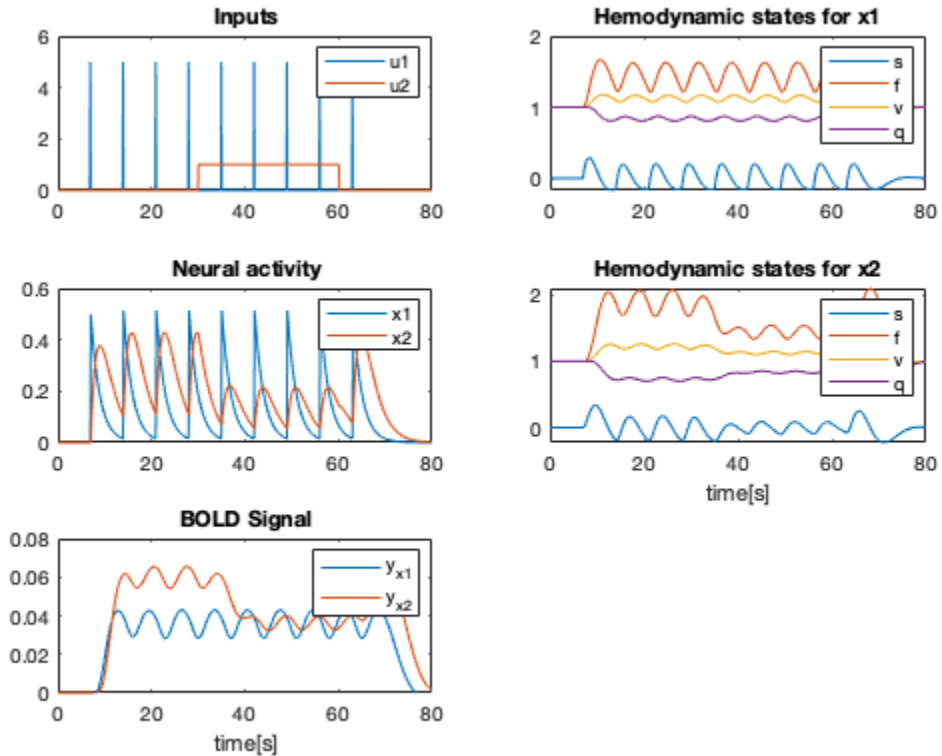 Inputs
6
4
2
0
0 20 40 60 80
u1
u2
Hemodynamic states for x1
2
1
0
0 20 40 60 80
s
f
v
q
Neural activity
0.6
0.4
0.2
0
0 20 40 60 80
x1
x2
Hemodynamic states for x2
2
1
0
0 20 40 60 80
time[s]
s
f
v
q
BOLD Signal
0.08
0.06
0.04
0.02
0
0 20 40 60 80
time[s]
y_x1
y_x2